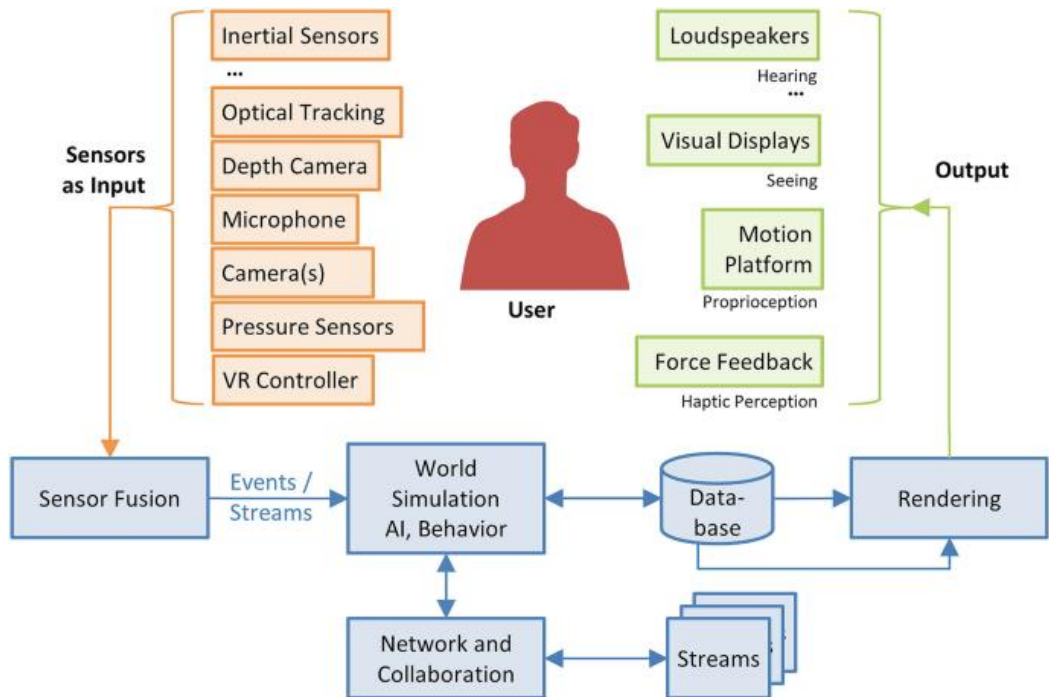 Inertial Sensors
...
Optical Tracking
Depth Camera
Microphone
Camera(s)
Pressure Sensors
VR Controller
Sensors
as Input
User
Loudspeakers
Hearing
...
Visual Displays
Seeing
Motion
Platform
Proprioception
Force Feedback
Haptic Perception
Output
Sensor Fusion
Events /
Streams
World
Simulation
AI, Behavior
Data-
base
Rendering
Network and
Collaboration
Streams